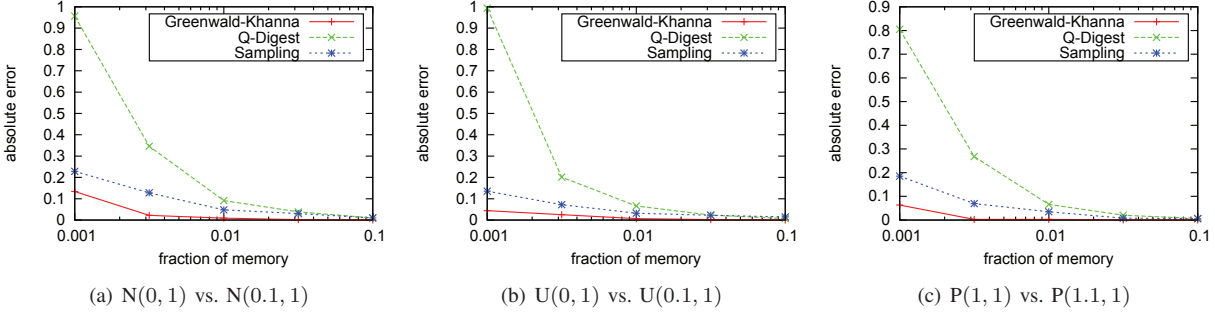 absolute error
1
0.9
0.8
0.7
0.6
0.5
0.4
0.3
0.2
0.1
0
0.001
0.01
0.1
fraction of memory
Greenwald-Khanna
Q-Digest
Sampling
(a) N(0, 1) vs. N(0.1, 1)
absolute error
1
0.9
0.8
0.7
0.6
0.5
0.4
0.3
0.2
0.1
0
0.001
0.01
0.1
fraction of memory
Greenwald-Khanna
Q-Digest
Sampling
(b) U(0, 1) vs. U(0.1, 1)
absolute error
0.9
0.8
0.7
0.6
0.5
0.4
0.3
0.2
0.1
0
0.001
0.01
0.1
fraction of memory
Greenwald-Khanna
Q-Digest
Sampling
(c) P(1, 1) vs. P(1.1, 1)